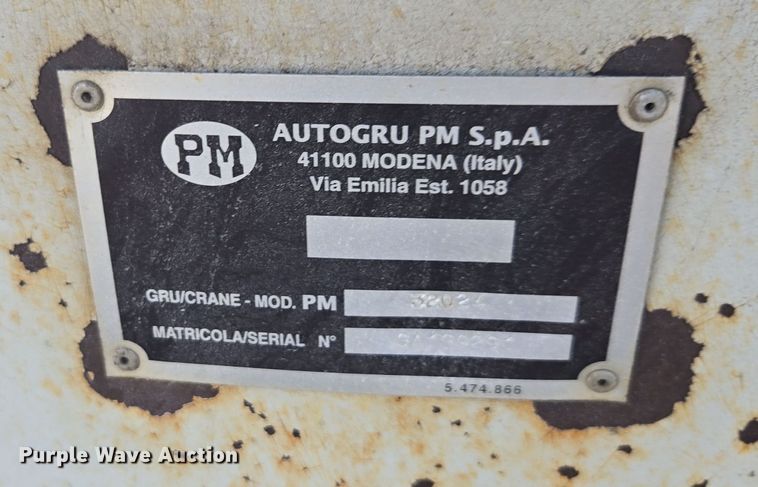 PM
AUTOGRU PM S.p.A.
41100 MODENA (Italy)
Via Emilia Est. 1058
GRU/CRANE - MOD. PM 32024
MATRICOLA/SERIAL N°
5.474.866
Purple Wave Auction